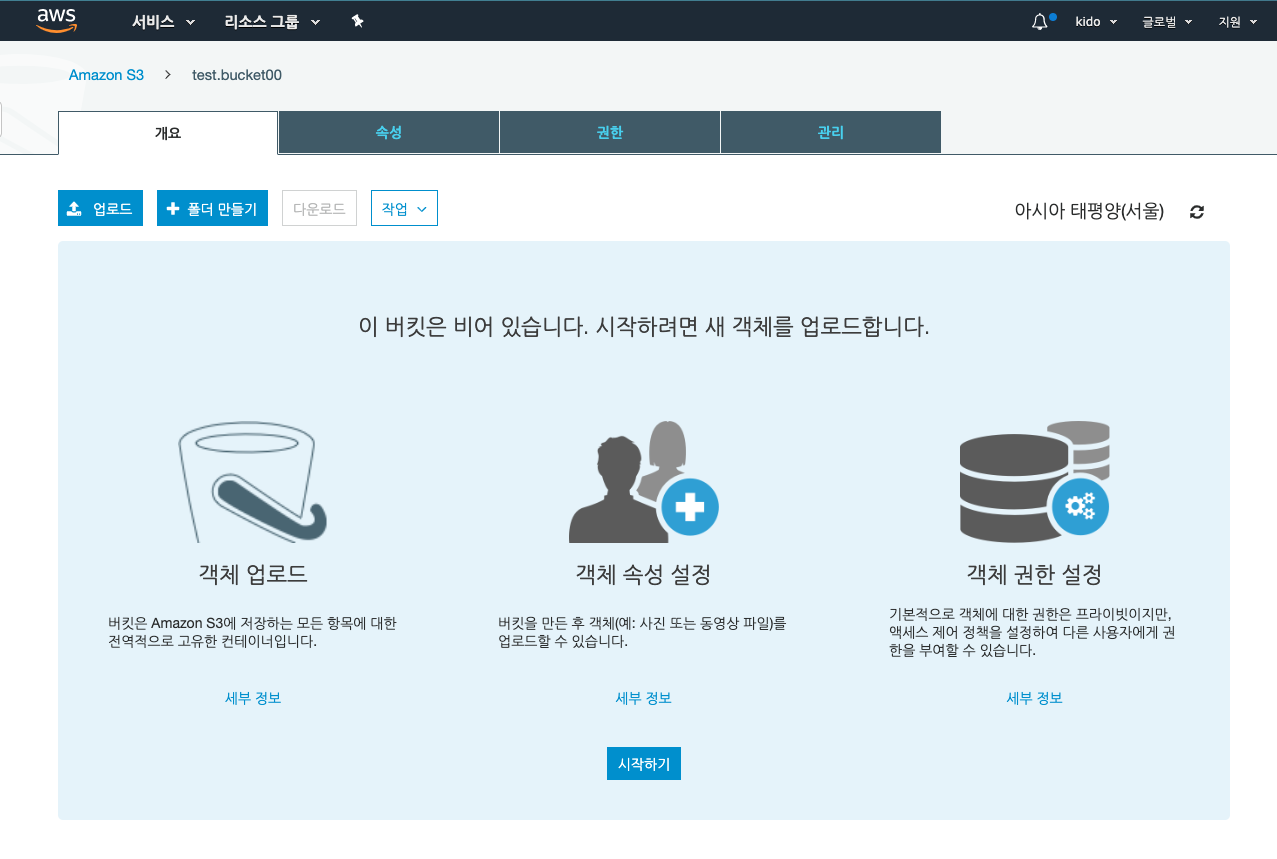 aws 서비스 리소스 그룹 kido 글로벌 지원
Amazon S3 > test.bucket00
개요 속성 권한 관리
업로드 폴더 만들기 다운로드 작업 아시아 태평양(서울)
이 버킷은 비어 있습니다. 시작하려면 새 객체를 업로드합니다.
객체 업로드
버킷은 Amazon S3에 저장하는 모든 항목에 대한
전역적으로 고유한 컨테이너입니다.
세부 정보
객체 속성 설정
버킷을 만든 후 객체(예: 사진 또는 동영상 파일)를
업로드할 수 있습니다.
세부 정보
객체 권한 설정
기본적으로 객체에 대한 권한은 프라이빗이지만,
액세스 제어 정책을 설정하여 다른 사용자에게 권
한을 부여할 수 있습니다.
세부 정보
시작하기